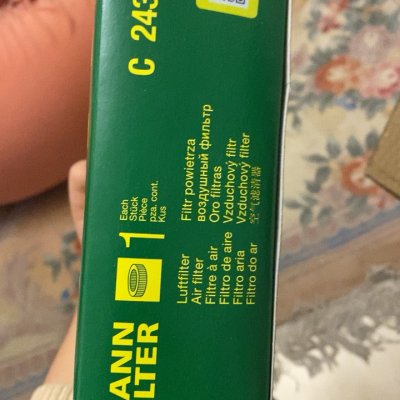 ANN
LTER
1
Each
Stück
Pièce
pza. cont.
Kus
C 243
Luftfilter
Air filter
Filtre à air
Filtro de aire
Filtro aria
Filtro do ar
Filtr powietrza
воздушный фильтр
Oro filtras
Vzduchový filtr
Vzduchový filter
空气滤清器